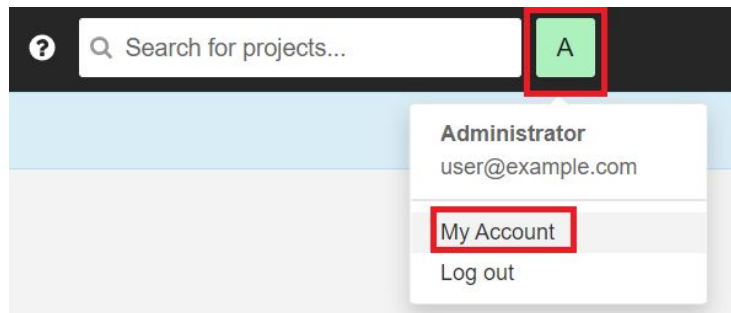 ? Search for projects... A
Administrator
user@example.com
My Account
Log out